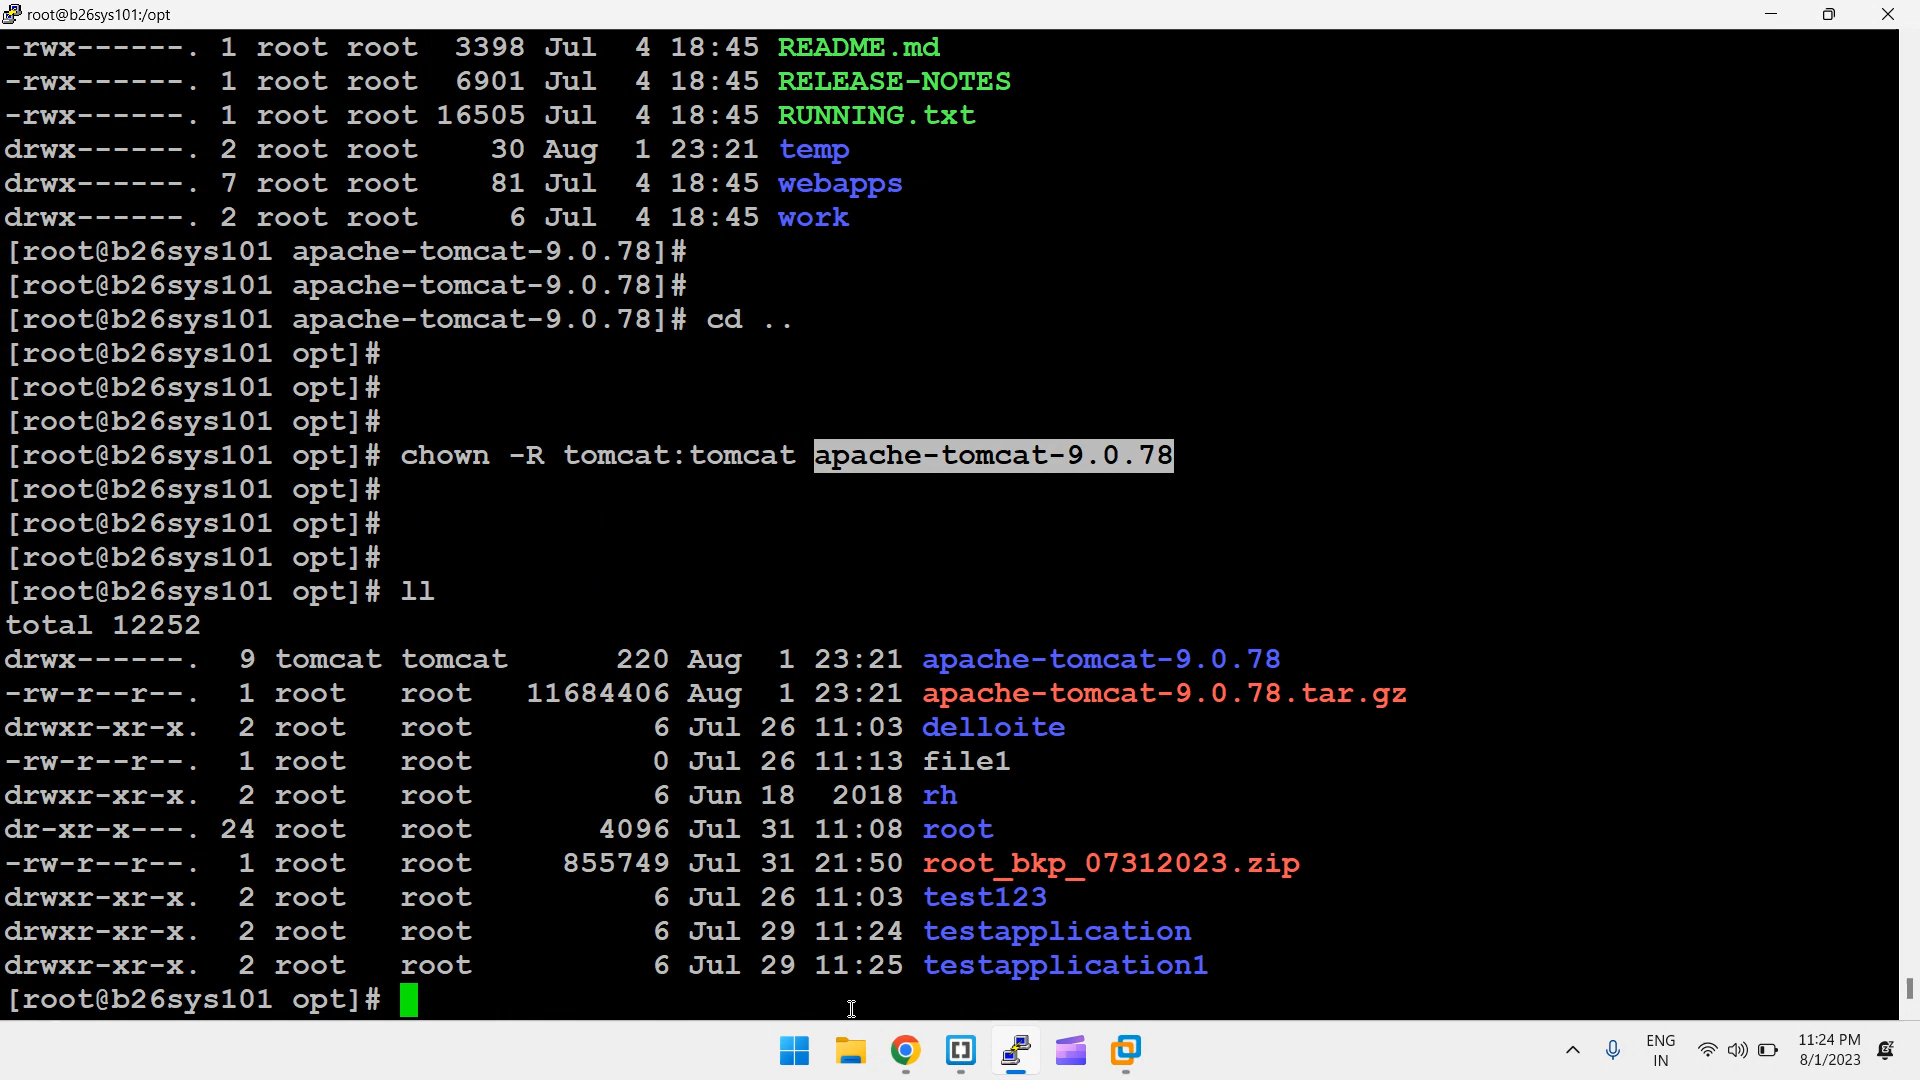 root@b26sys101:/opt
-rwx------. 1 root root  3398 Jul  4 18:45 README.md
-rwx------. 1 root root  6901 Jul  4 18:45 RELEASE-NOTES
-rwx------. 1 root root 16505 Jul  4 18:45 RUNNING.txt
drwx------. 2 root root    30 Aug  1 23:21 temp
drwx------. 7 root root    81 Jul  4 18:45 webapps
drwx------. 2 root root     6 Jul  4 18:45 work
[root@b26sys101 apache-tomcat-9.0.78]#
[root@b26sys101 apache-tomcat-9.0.78]#
[root@b26sys101 apache-tomcat-9.0.78]# cd ..
[root@b26sys101 opt]#
[root@b26sys101 opt]#
[root@b26sys101 opt]#
[root@b26sys101 opt]# chown -R tomcat:tomcat apache-tomcat-9.0.78
[root@b26sys101 opt]#
[root@b26sys101 opt]#
[root@b26sys101 opt]#
[root@b26sys101 opt]# ll
total 12252
drwx------.  9 tomcat tomcat      220 Aug  1 23:21 apache-tomcat-9.0.78
-rw-r--r--.  1 root   root   11684406 Aug  1 23:21 apache-tomcat-9.0.78.tar.gz
drwxr-xr-x.  2 root   root          6 Jul 26 11:03 delloite
-rw-r--r--.  1 root   root          0 Jul 26 11:13 file1
drwxr-xr-x.  2 root   root          6 Jun 18  2018 rh
dr-xr-x---. 24 root   root       4096 Jul 31 11:08 root
-rw-r--r--.  1 root   root     855749 Jul 31 21:50 root_bkp_07312023.zip
drwxr-xr-x.  2 root   root          6 Jul 26 11:03 test123
drwxr-xr-x.  2 root   root          6 Jul 29 11:24 testapplication
drwxr-xr-x.  2 root   root          6 Jul 29 11:25 testapplication1
[root@b26sys101 opt]#
ENG
IN
11:24 PM
8/1/2023